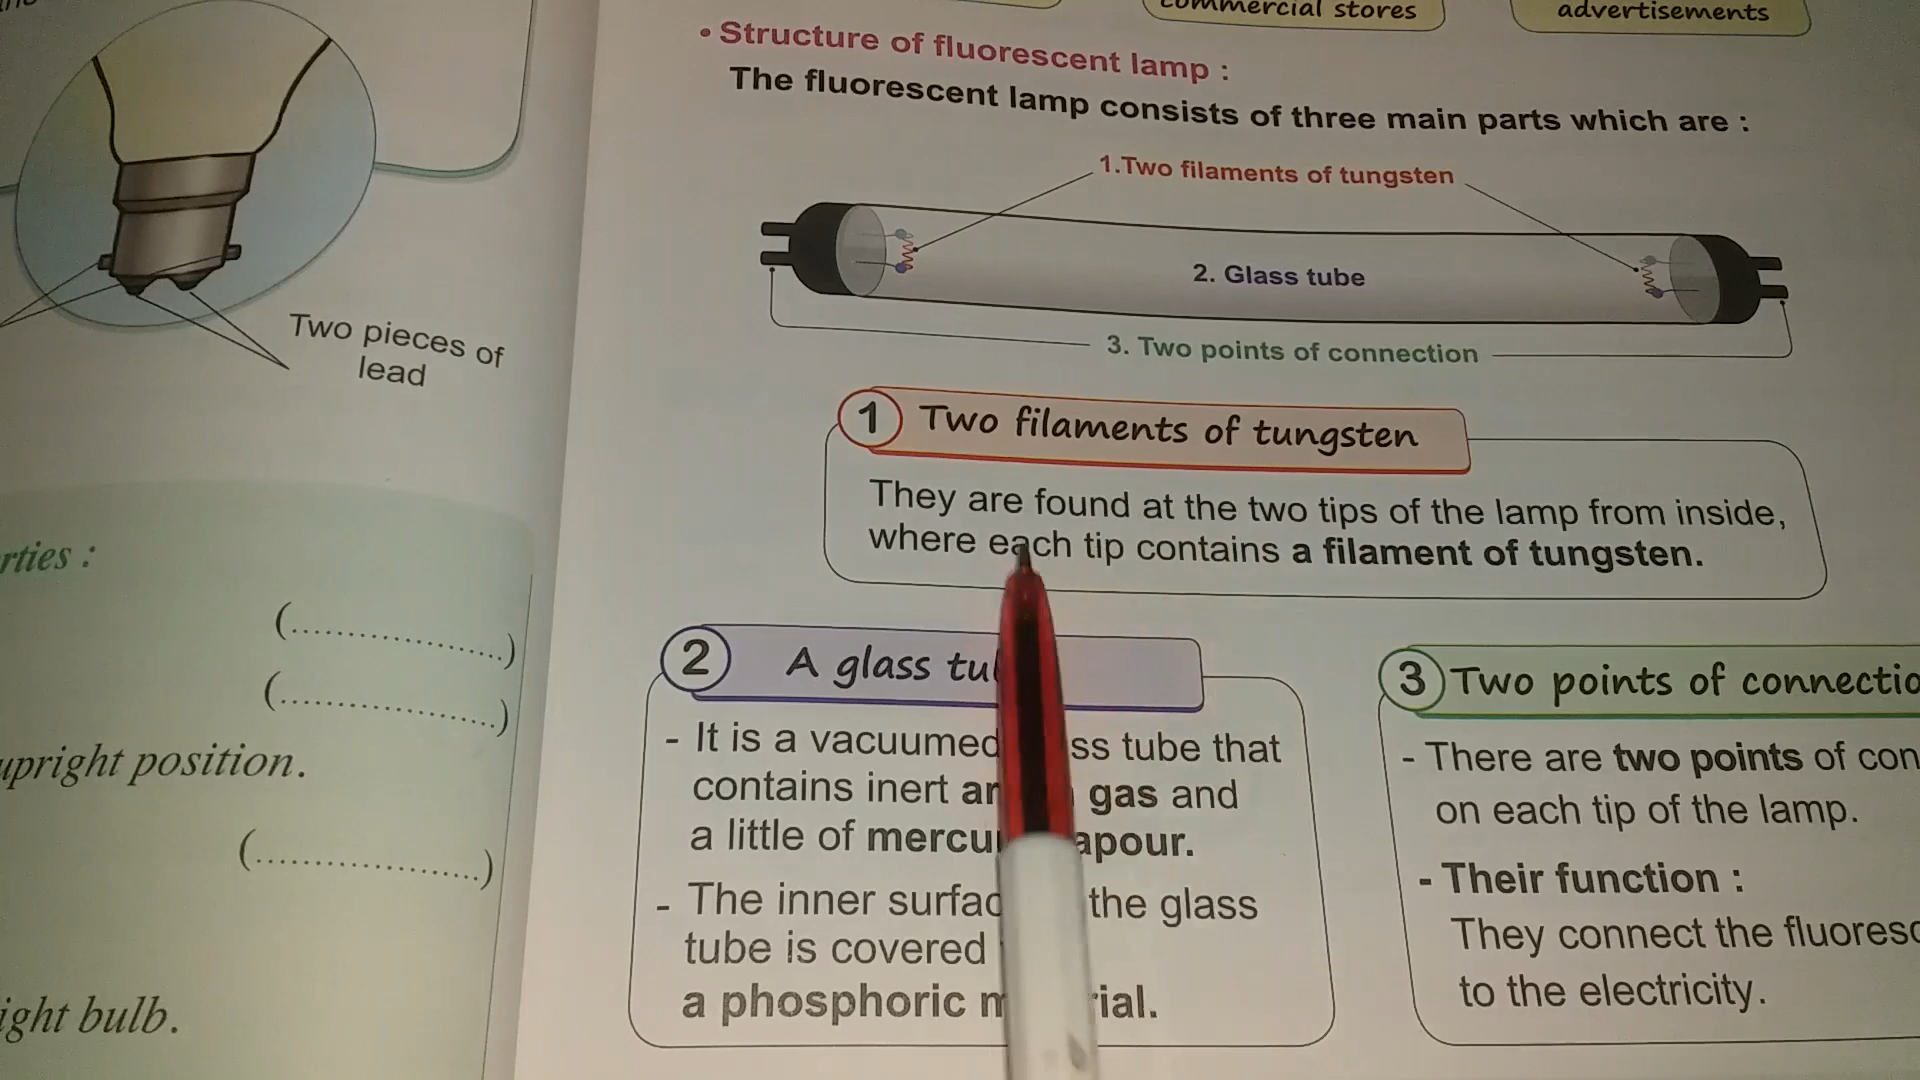 Two pieces of
lead
rties :
(....................)
(....................)
upright position.
(....................)
ight bulb.
commercial stores
advertisements
• Structure of fluorescent lamp :
The fluorescent lamp consists of three main parts which are :
1.Two filaments of tungsten
2. Glass tube
3. Two points of connection
1 Two filaments of tungsten
They are found at the two tips of the lamp from inside,
where each tip contains a filament of tungsten.
2 A glass tu
- It is a vacuumed ss tube that
contains inert ar gas and
a little of mercu apour.
- The inner surfac the glass
tube is covered
a phosphoric m rial.
3 Two points of connectio
- There are two points of con
on each tip of the lamp.
- Their function :
They connect the fluoresc
to the electricity.